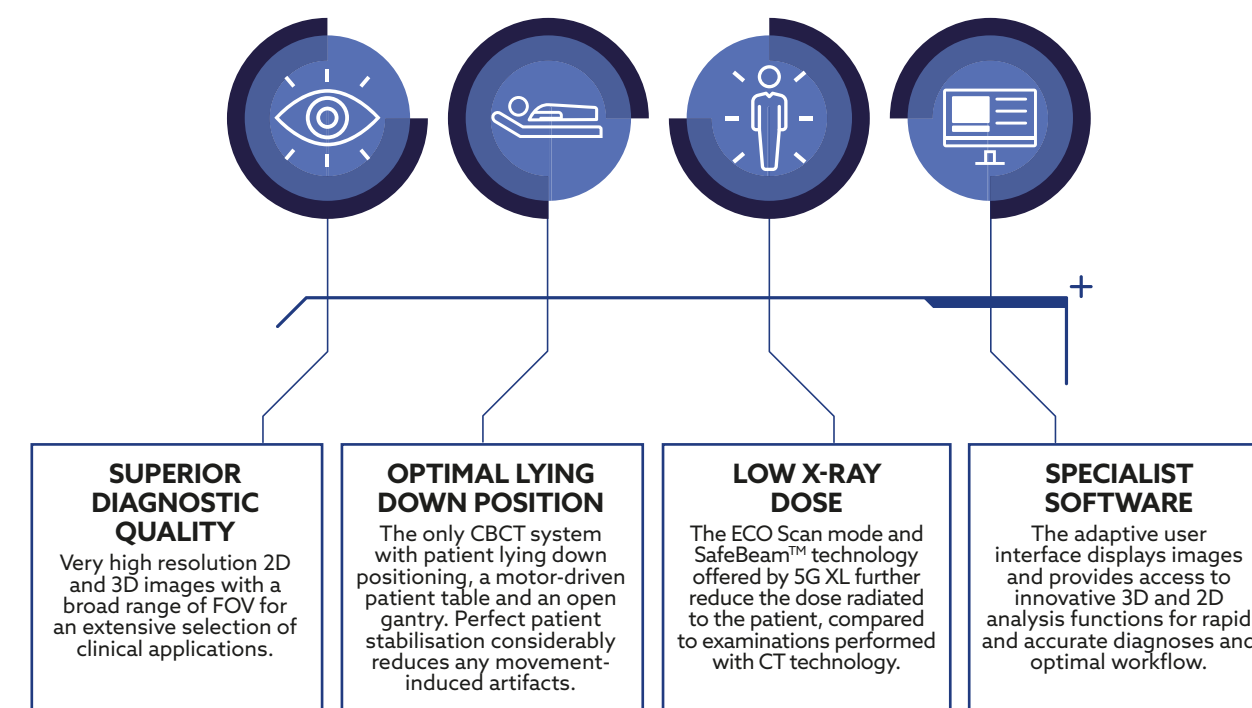 SUPERIOR
DIAGNOSTIC
QUALITY
Very high resolution 2D
and 3D images with a
broad range of FOV for
an extensive selection of
clinical applications.
OPTIMAL LYING
DOWN POSITION
The only CBCT system
with patient lying down
positioning, a motor-driven
patient table and an open
gantry. Perfect patient
stabilisation considerably
reduces any movement-
induced artifacts.
LOW X-RAY
DOSE
The ECO Scan mode and
SafeBeam™ technology
offered by 5G XL further
reduce the dose radiated
to the patient, compared
to examinations performed
with CT technology.
SPECIALIST
SOFTWARE
The adaptive user
interface displays images
and provides access to
innovative 3D and 2D
analysis functions for rapid
and accurate diagnoses and
optimal workflow.